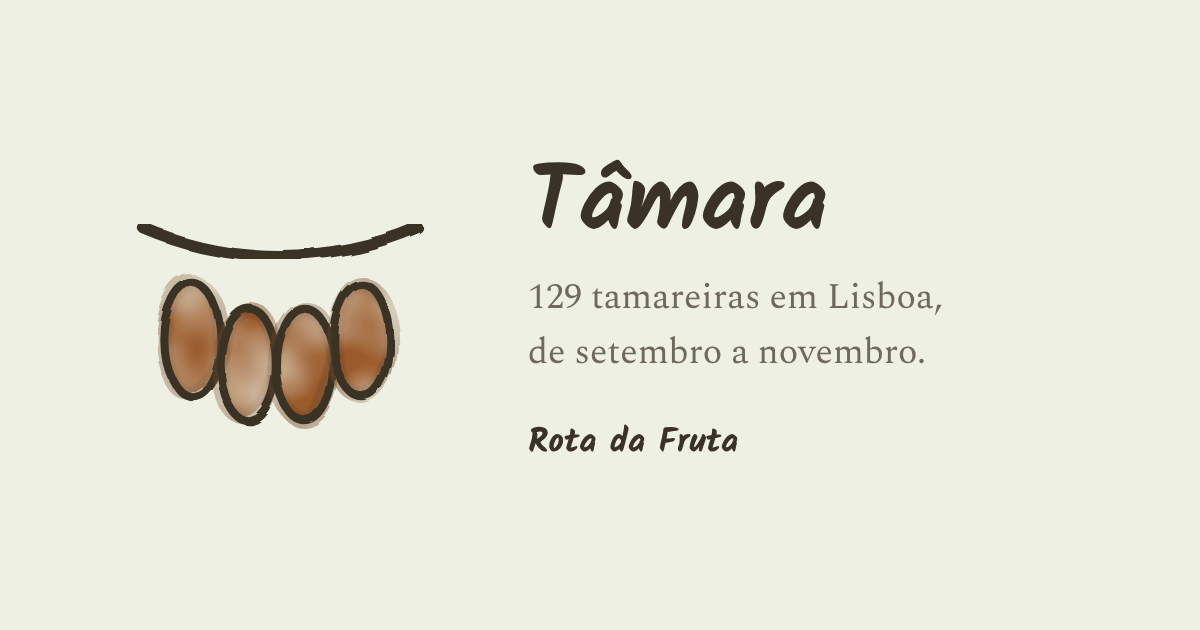 Tâmara
129 tamareiras em Lisboa,
de setembro a novembro.
Rota da Fruta